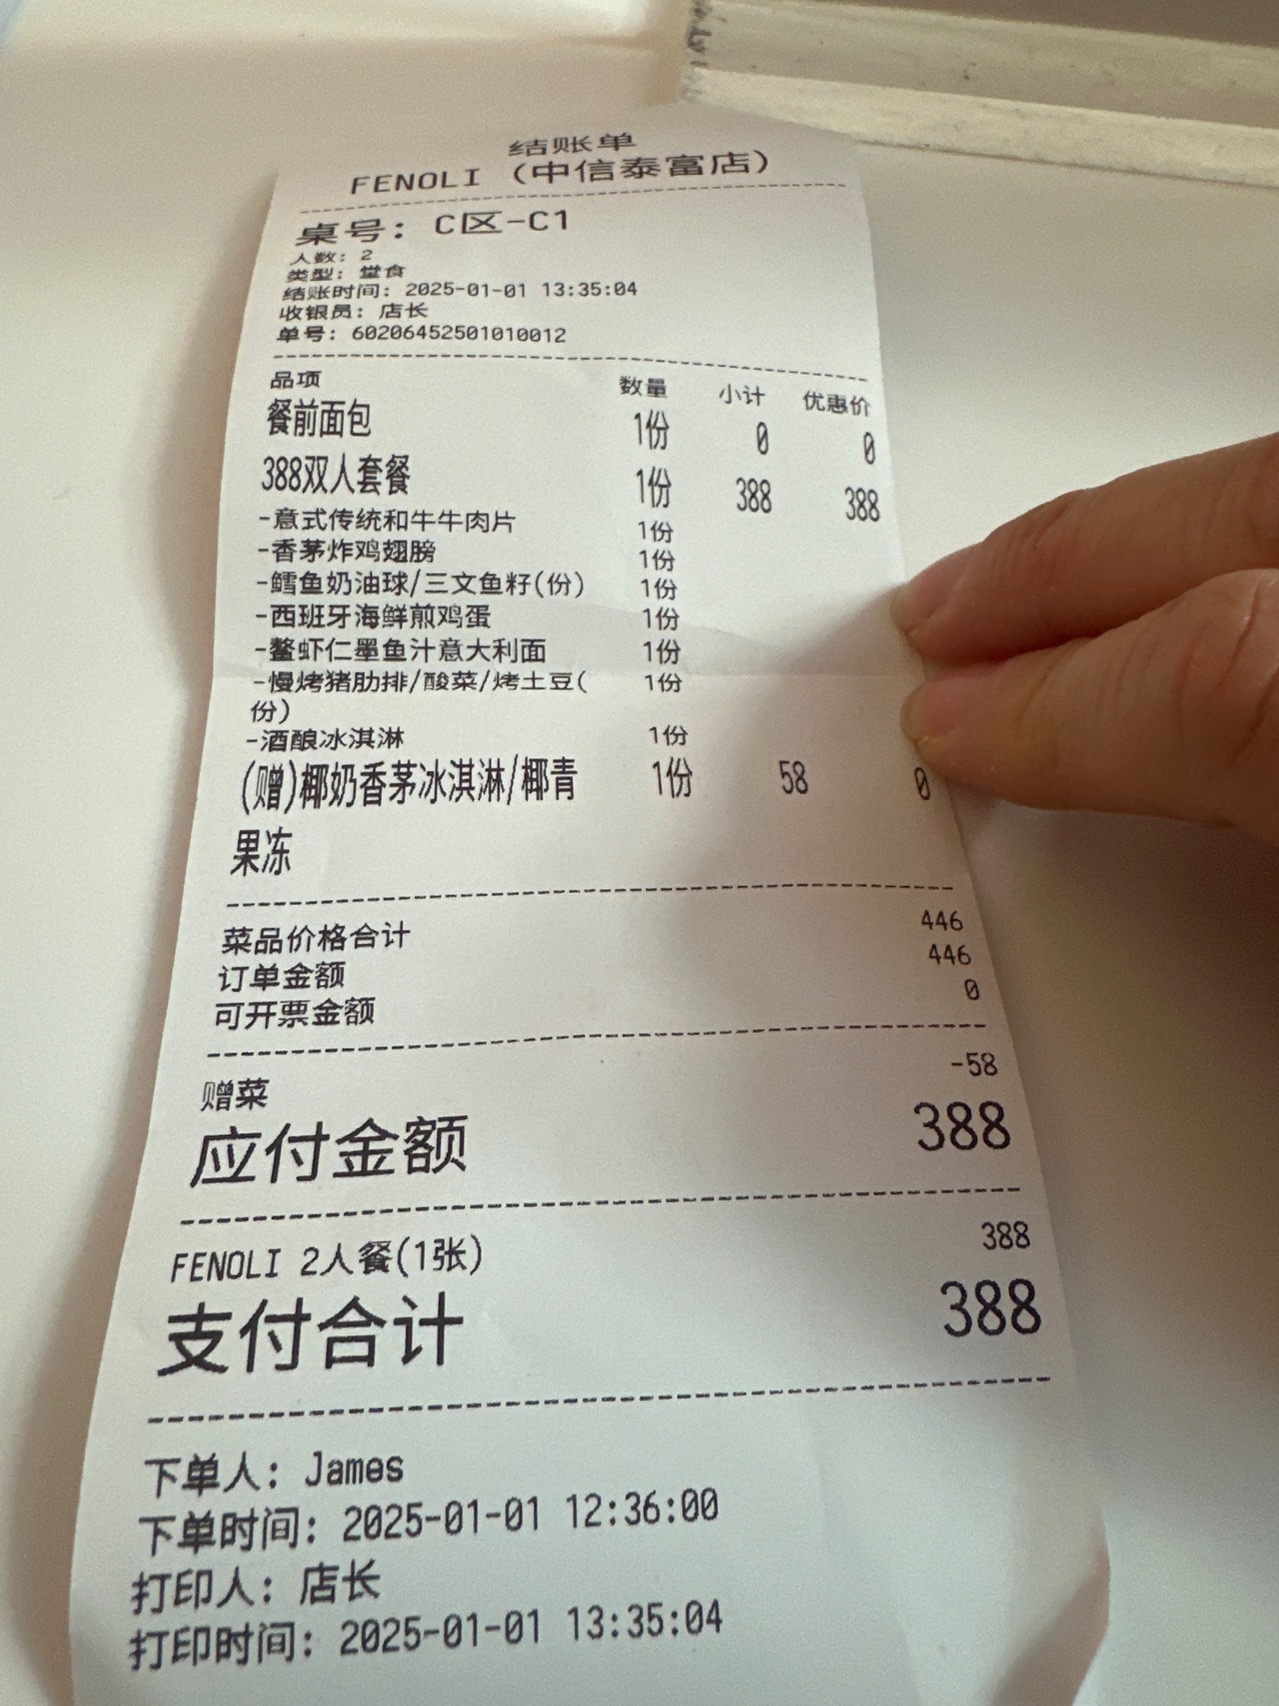 结账单
FENOLI (中信泰富店)
桌号: C区-C1
人数: 2
类型: 堂食
结账时间: 2025-01-01 13:35:04
收银员: 店长
单号: 60206452501010012
品项 数量 小计 优惠价
餐前面包 1份 0 0
388双人套餐 1份 388 388
-意式传统和牛牛肉片 1份
-香茅炸鸡翅膀 1份
-鳕鱼奶油球/三文鱼籽(份) 1份
-西班牙海鲜煎鸡蛋 1份
-鳌虾仁墨鱼汁意大利面 1份
-慢烤猪肋排/酸菜/烤土豆( 1份
份)
-酒酿冰淇淋 1份
(赠)椰奶香茅冰淇淋/椰青 1份 58 0
果冻
菜品价格合计 446
订单金额 446
可开票金额 0
赠菜 -58
应付金额 388
FENOLI 2人餐(1张) 388
支付合计 388
下单人: James
下单时间: 2025-01-01 12:36:00
打印人: 店长
打印时间: 2025-01-01 13:35:04